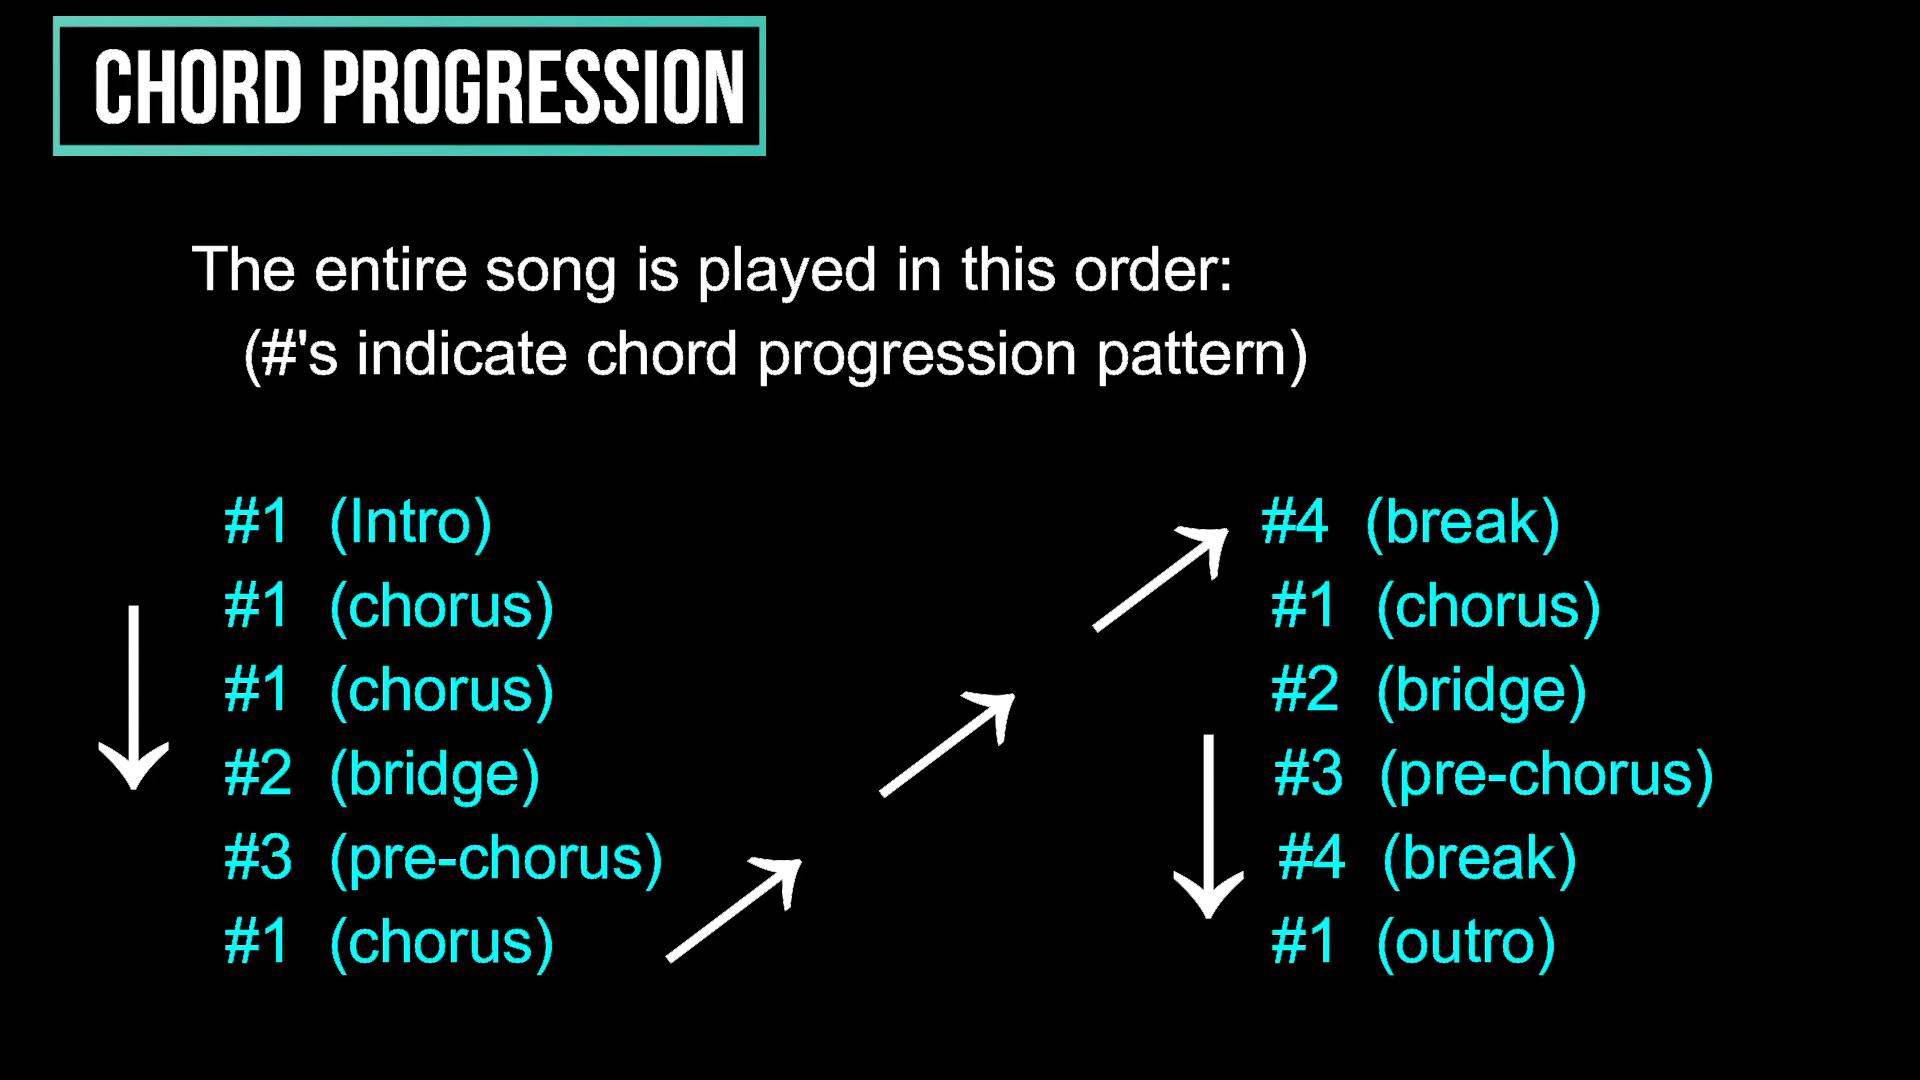 CHORD PROGRESSION
The entire song is played in this order:
(#'s indicate chord progression pattern)
#1 (Intro)
#1 (chorus)
#1 (chorus)
#2 (bridge)
#3 (pre-chorus)
#1 (chorus)
#4 (break)
#1 (chorus)
#2 (bridge)
#3 (pre-chorus)
#4 (break)
#1 (outro)